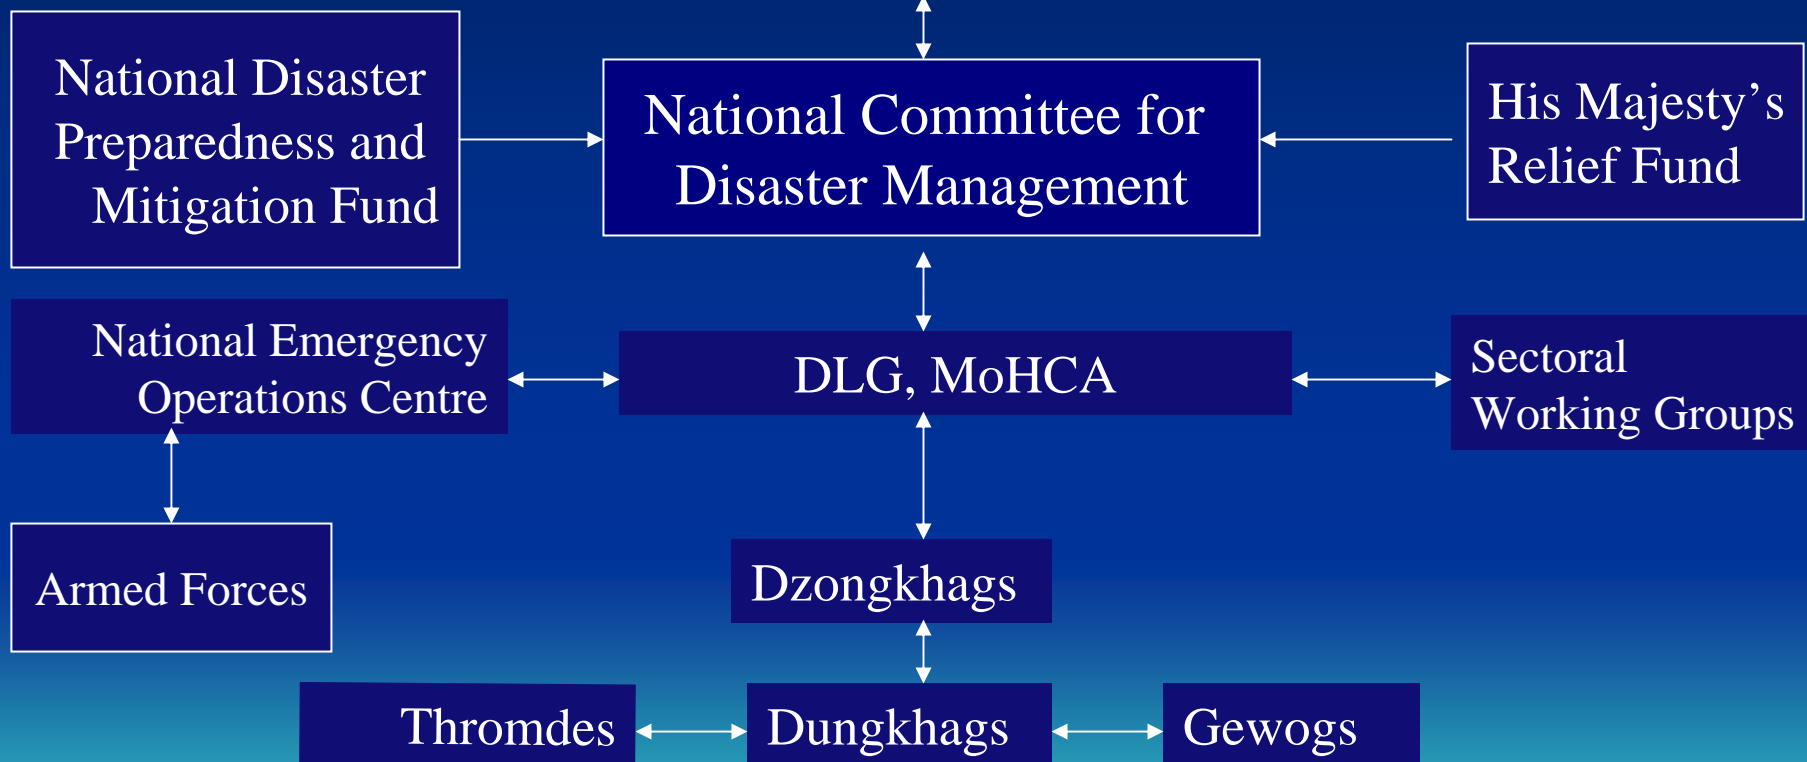 National Disaster
Preparedness and
Mitigation Fund
National Committee for
Disaster Management
His Majesty’s
Relief Fund
National Emergency
Operations Centre
DLG, MoHCA
Sectoral
Working Groups
Armed Forces
Dzongkhags
Thromdes
Dungkhags
Gewogs